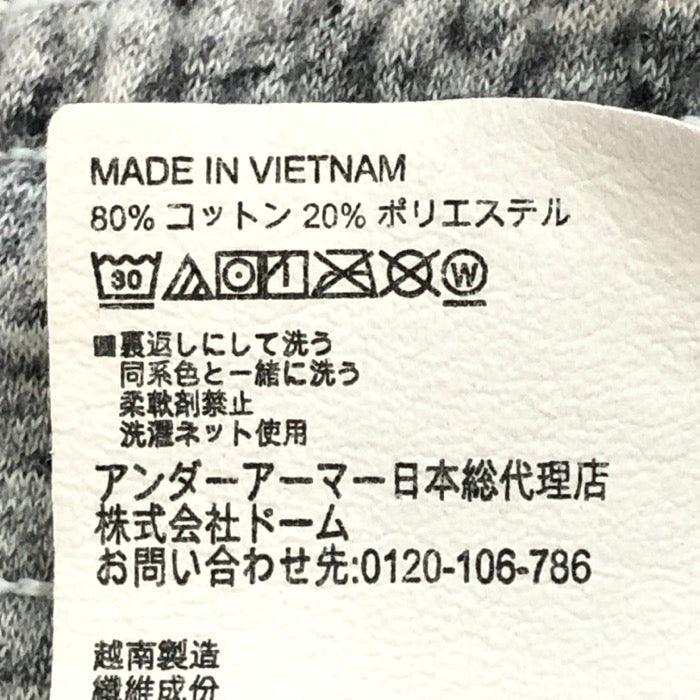 MADE IN VIETNAM
80% コットン 20% ポリエステル
30 W
■裏返しにして洗う
同系色と一緒に洗う
柔軟剤禁止
洗濯ネット使用
アンダーアーマー日本総代理店
株式会社ドーム
お問い合わせ先:0120-106-786
越南製造
纖維成份